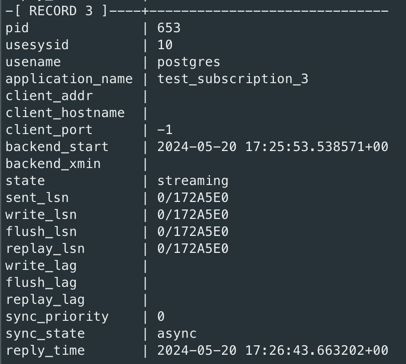 -[ RECORD 3 ]----+------------------------------
pid              | 653
usesysid         | 10
usename          | postgres
application_name | test_subscription_3
client_addr      |
client_hostname  |
client_port      | -1
backend_start    | 2024-05-20 17:25:53.538571+00
backend_xmin     |
state            | streaming
sent_lsn         | 0/172A5E0
write_lsn        | 0/172A5E0
flush_lsn        | 0/172A5E0
replay_lsn       | 0/172A5E0
write_lag        |
flush_lag        |
replay_lag       |
sync_priority    | 0
sync_state       | async
reply_time       | 2024-05-20 17:26:43.663202+00